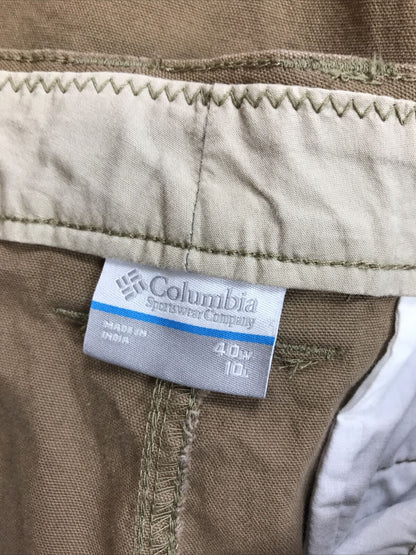 Columbia
Sportswear Company
MADE IN
INDIA
40W
10L